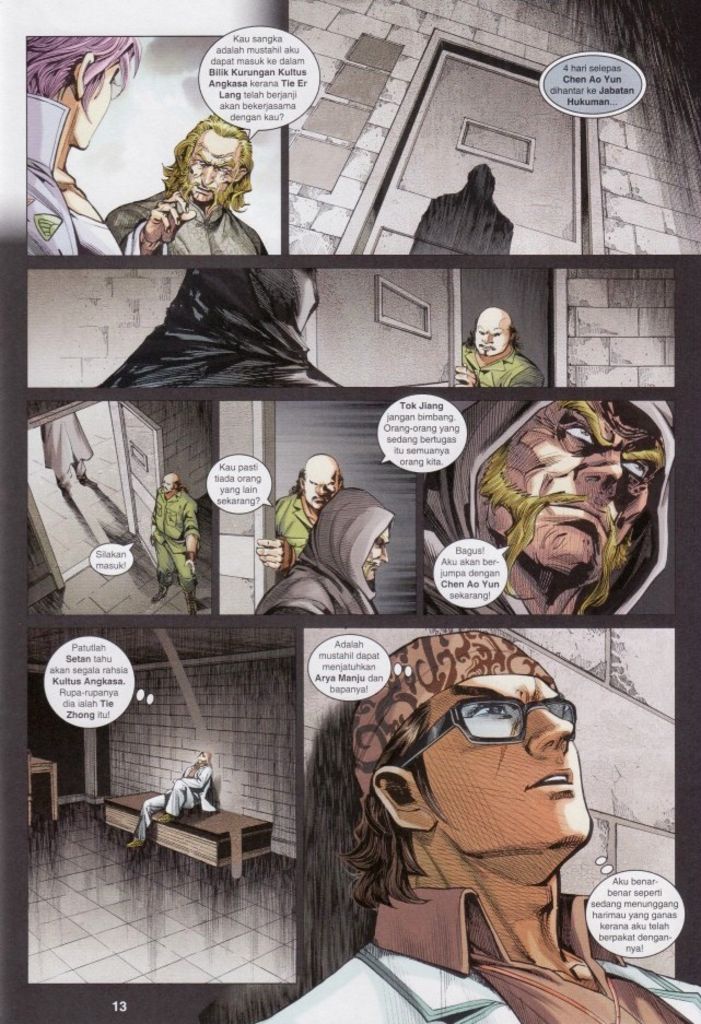 Kau sangka
adalah mustahil aku
dapat masuk ke dalam
Bilik Kurungan Kultus
Angkasa kerana Tie Er
Lang telah berjanji
akan bekerjasama
dengan kau?
4 hari selepas
Chen Ao Yun
dihantar ke Jabatan
Hukuman...
Silakan
masuk!
Kau pasti
tiada orang
yang lain
sekarang?
Tok Jiang
jangan bimbang.
Orang-orang yang
sedang bertugas
itu semuanya
orang kita.
Bagus!
Aku akan ber-
jumpa dengan
Chen Ao Yun
sekarang!
Patutlah
Setan tahu
akan segala rahsia
Kultus Angkasa.
Rupa-rupanya
dia ialah Tie
Zhong itu!
Adalah
mustahil dapat
menjatuhkan
Arya Manju dan
bapanya!
Aku benar-
benar seperti
sedang menunggang
harimau yang ganas
kerana aku telah
berpakat dengan-
nya!
13